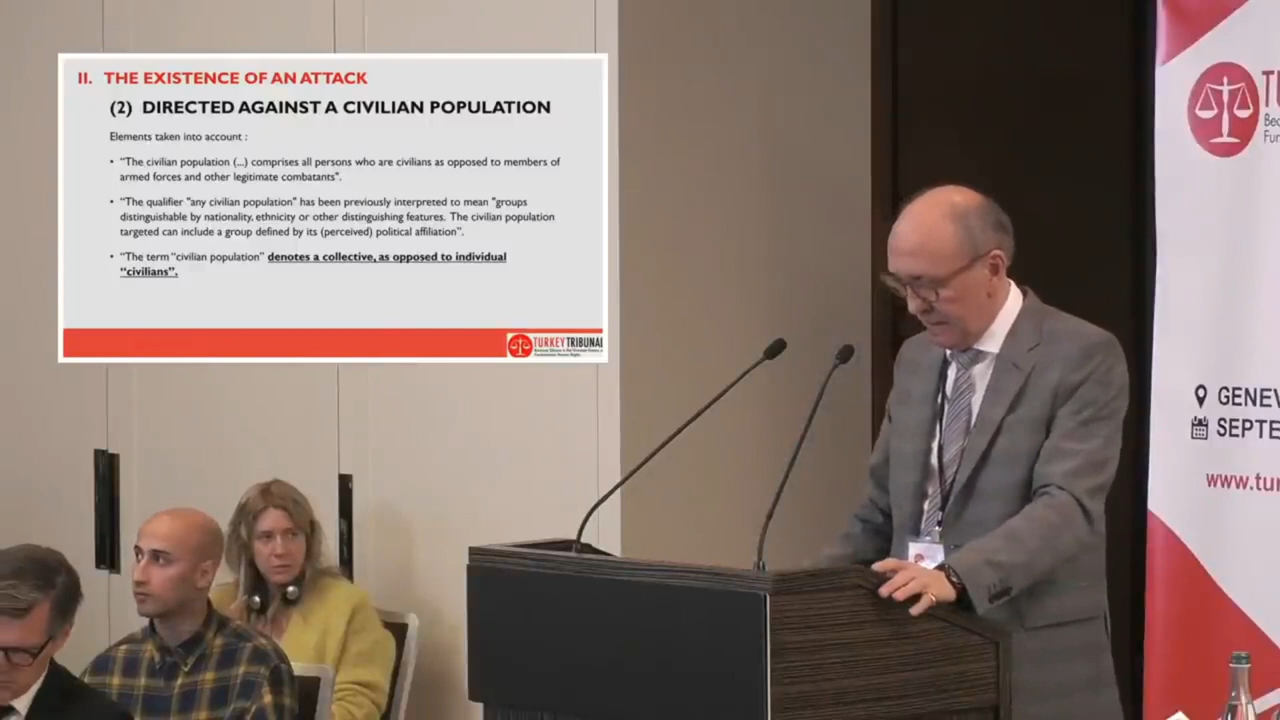 II. THE EXISTENCE OF AN ATTACK
(2) DIRECTED AGAINST A CIVILIAN POPULATION
Elements taken into account :
• "The civilian population (...) comprises all persons who are civilians as opposed to members of
armed forces and other legitimate combatants".
• "The qualifier "any civilian population" has been previously interpreted to mean "groups
distinguishable by nationality, ethnicity or other distinguishing features. The civilian population
targeted can include a group defined by its (perceived) political affiliation".
• "The term "civilian population" denotes a collective, as opposed to individual
"civilians".
TURKEY TRIBUNAL
GENEV
SEPTE
www.tur